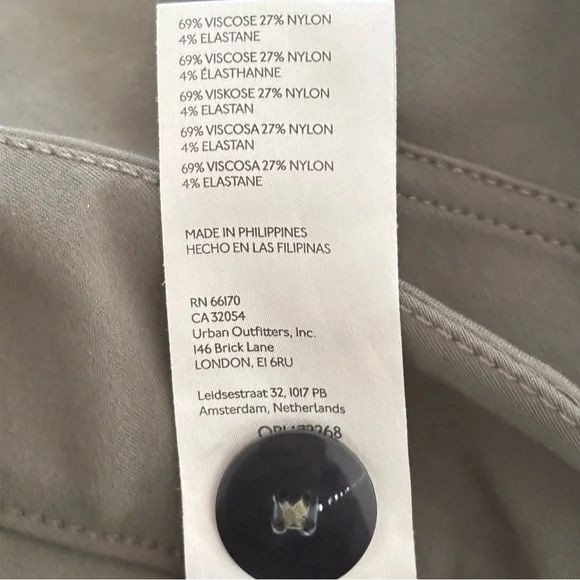 69% VISCOSE 27% NYLON
4% ELASTANE
69% VISCOSE 27% NYLON
4% ÉLASTHANNE
69% VISKOSE 27% NYLON
4% ELASTAN
69% VISCOSA 27% NYLON
4% ELASTAN
69% VISCOSA 27% NYLON
4% ELASTANE
MADE IN PHILIPPINES
HECHO EN LAS FILIPINAS
RN 66170
CA 32054
Urban Outfitters, Inc.
146 Brick Lane
LONDON, E1 6RU
Leidsestraat 32, 1017 PB
Amsterdam, Netherlands